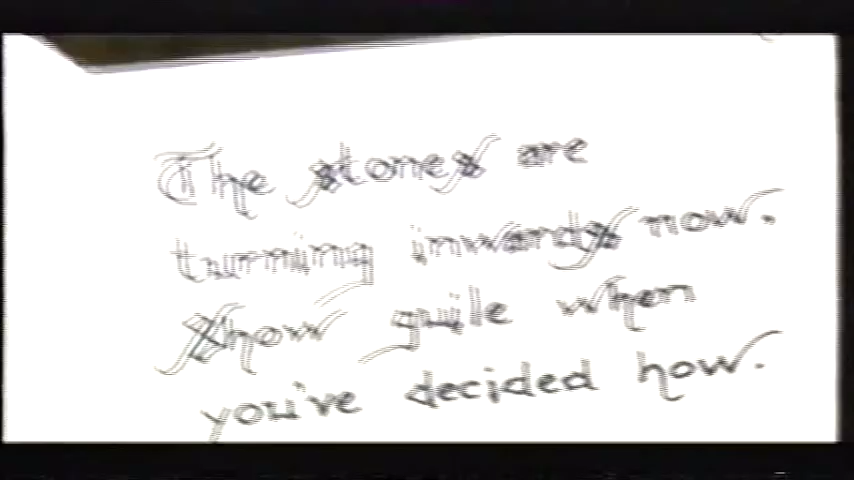 The stones are
turning inwards now.
Show guile when
you've decided how.